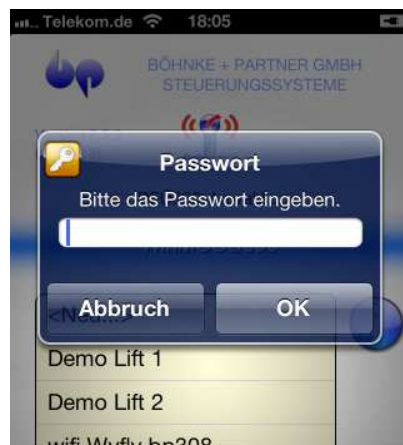 Telekom.de 18:05
bp BÖHNKE + PARTNER GMBH
STEUERUNGSSYSTEME
Passwort
Bitte das Passwort eingeben.
Abbruch OK
Demo Lift 1
Demo Lift 2